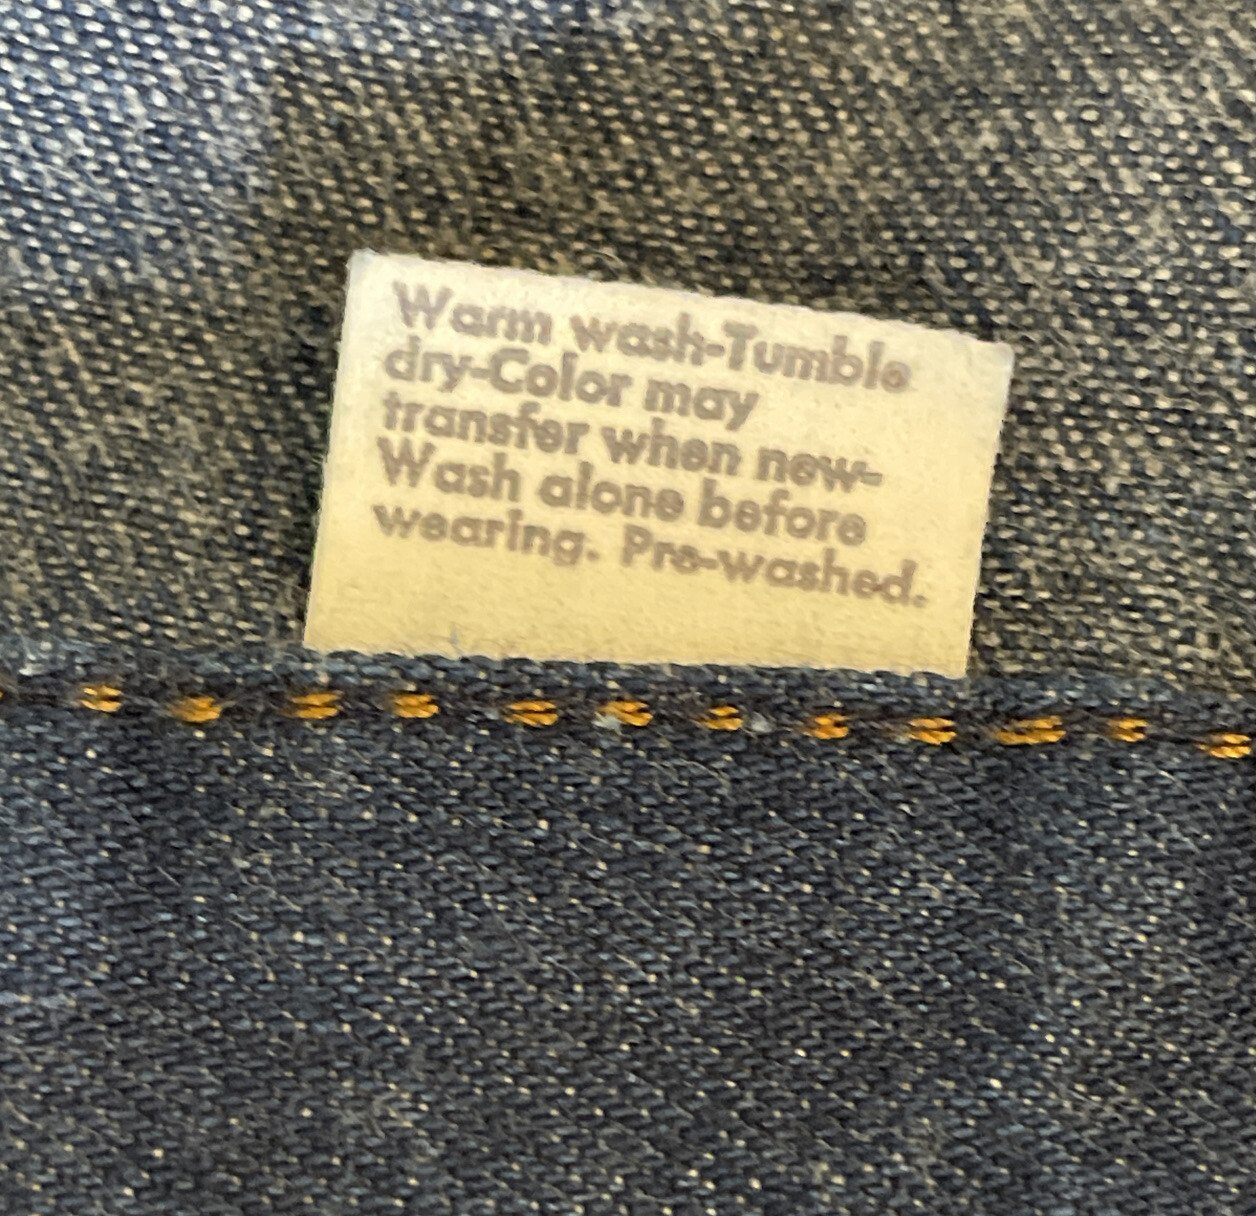 Warm wash-Tumble
dry-Color may
transfer when new-
Wash alone before
wearing. Pre-washed.